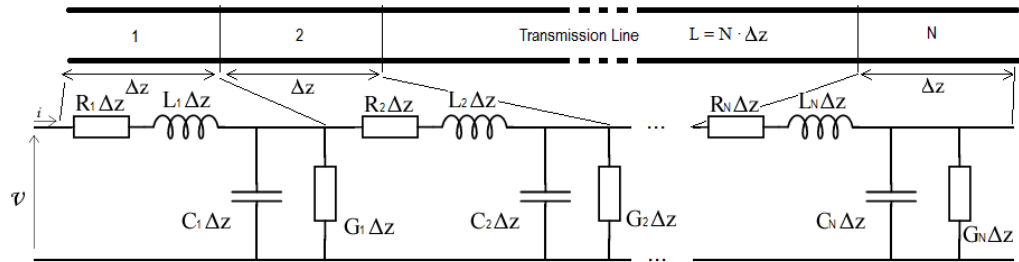 1 2 Transmission Line L = N · Δz N
Δz Δz Δz
R1Δz L1Δz R2Δz L2Δz RNΔz LNΔz
i ...
v
C1Δz G1Δz C2Δz G2Δz CNΔz GNΔz
...